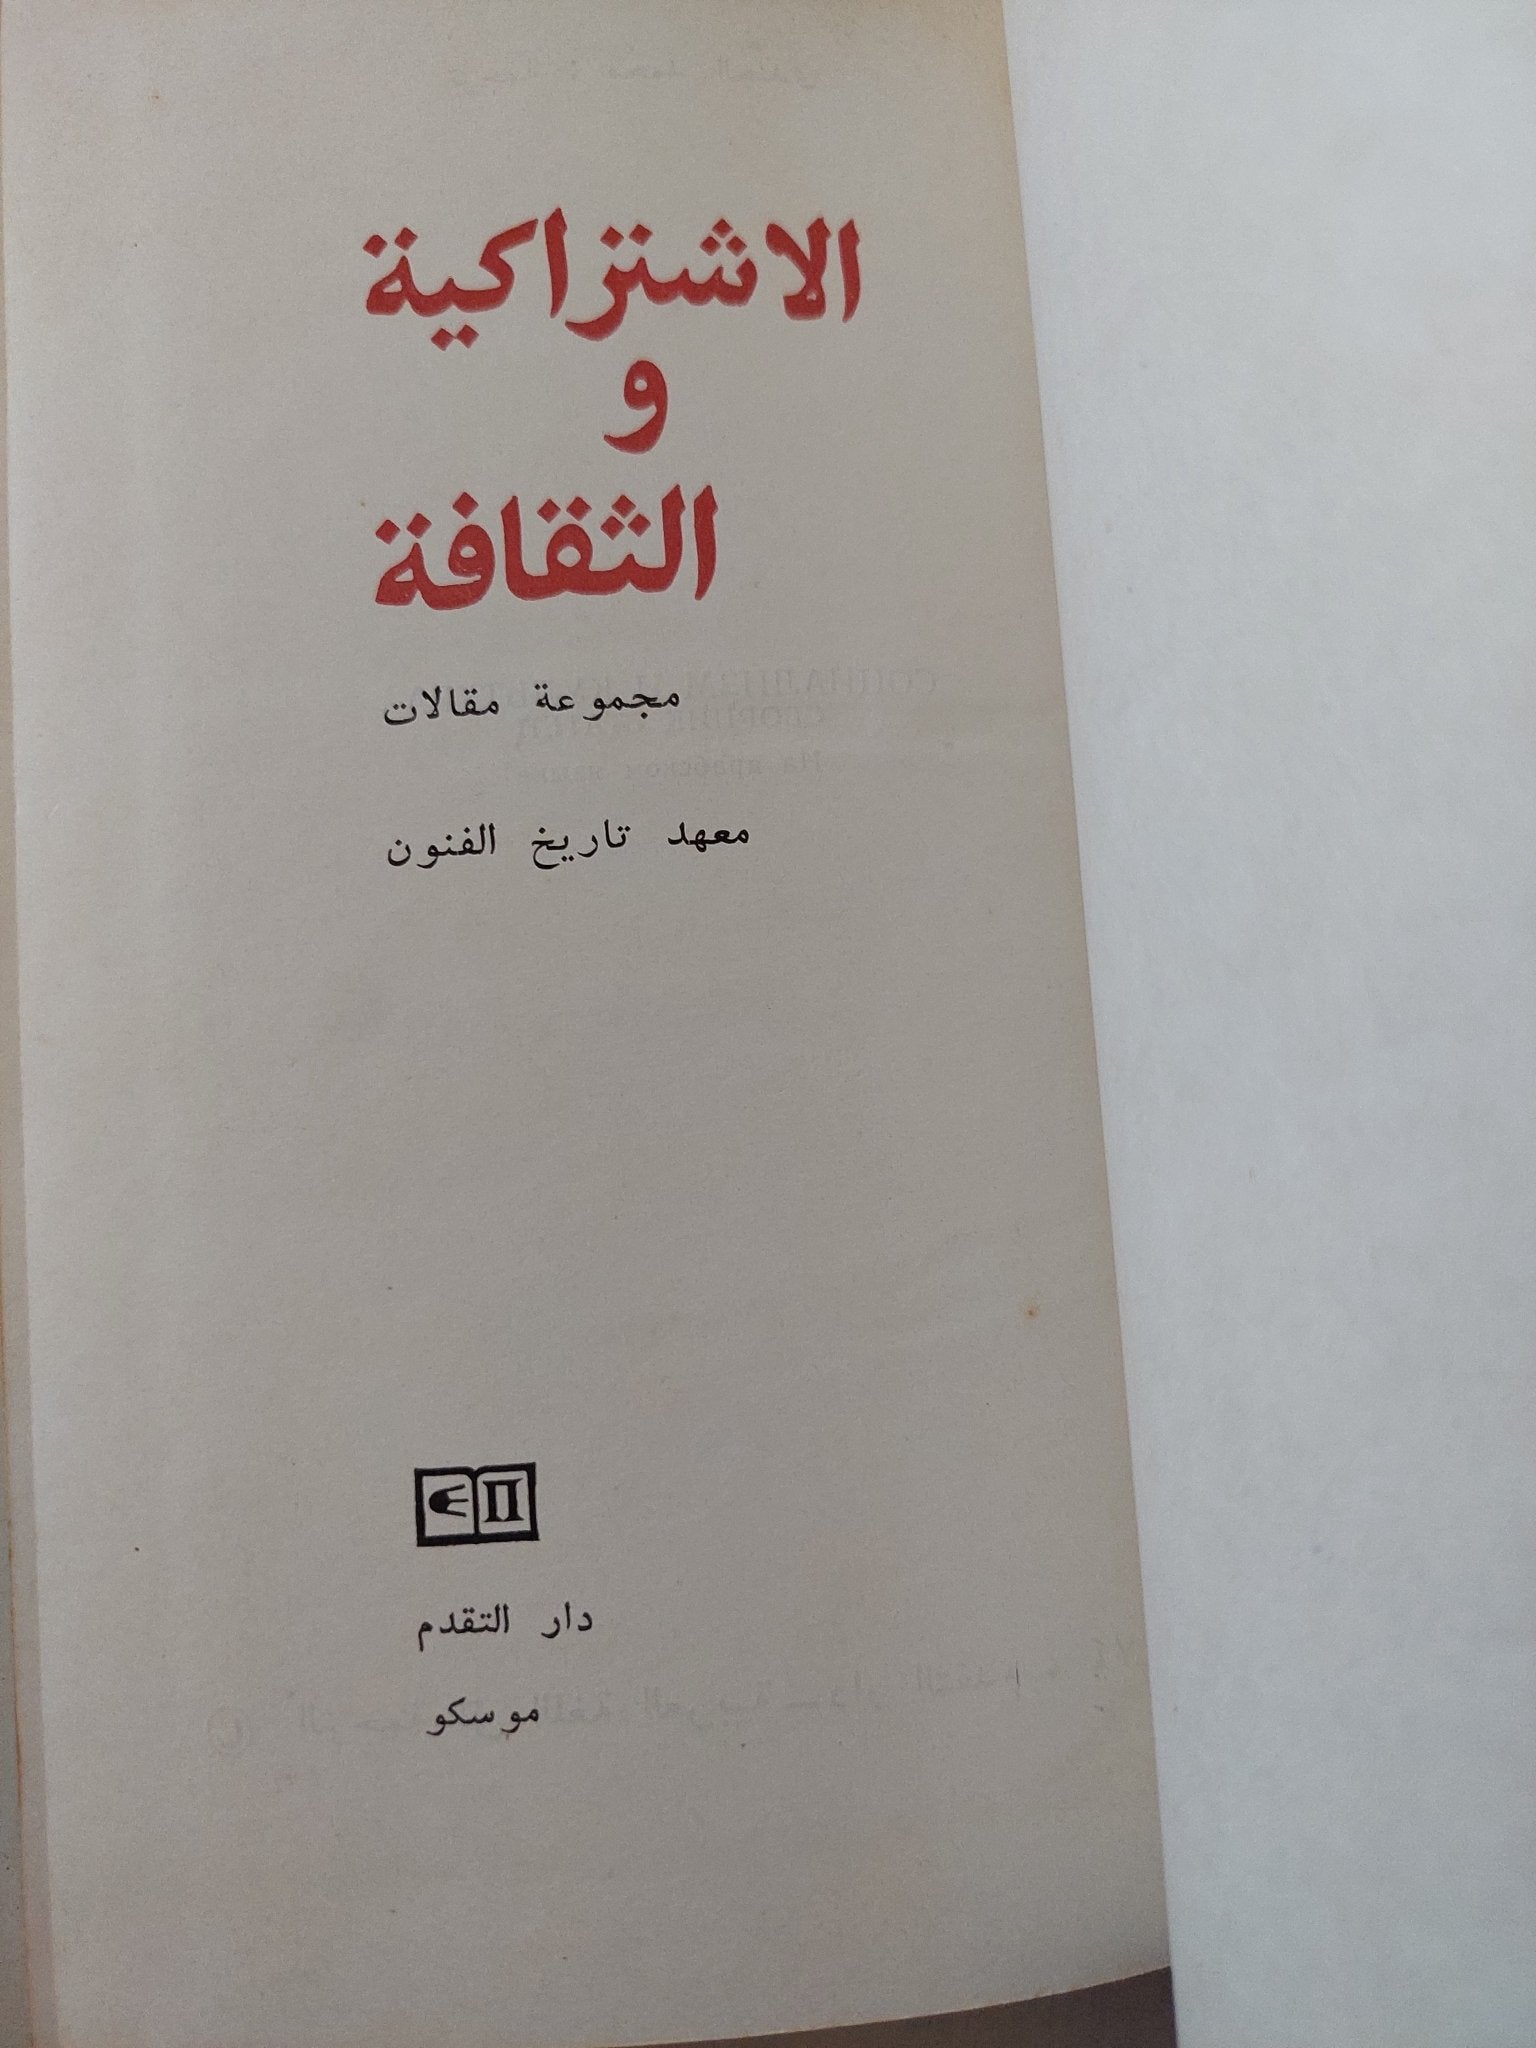 الاشتراكية
و
الثقافة
مجموعة مقالات
معهد تاريخ الفنون
دار التقدم
موسكو